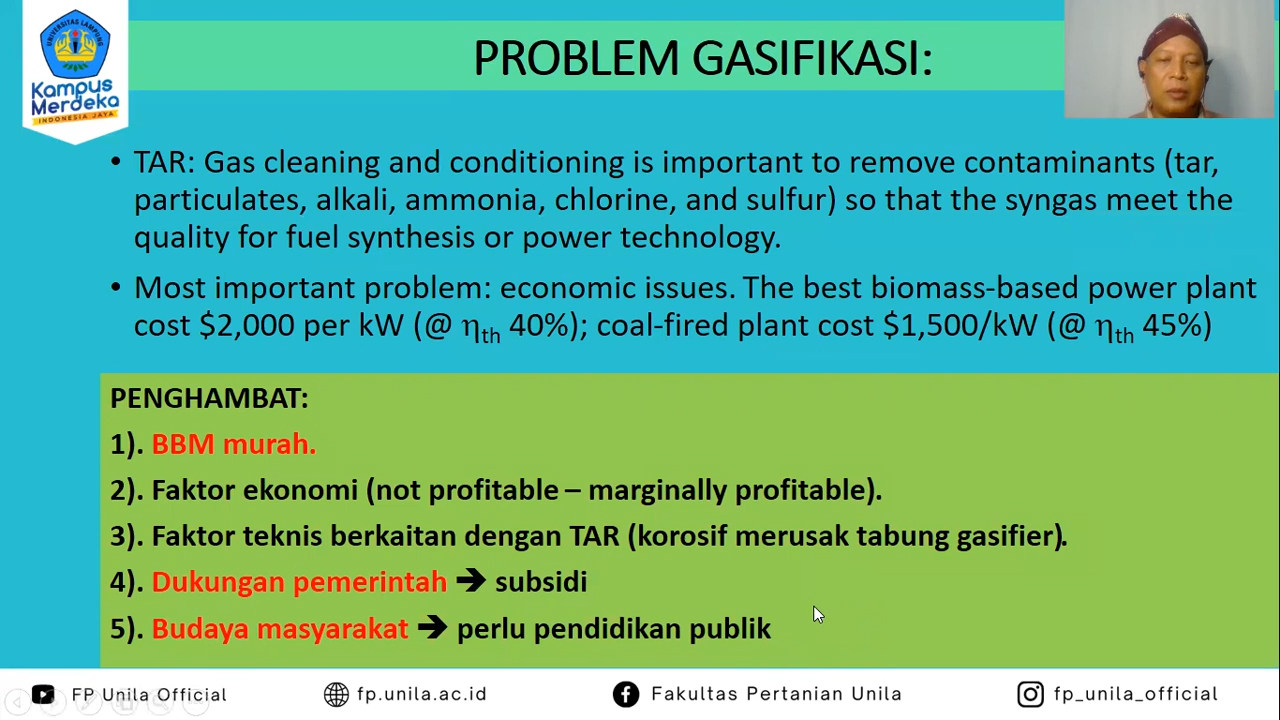 UNIVERSITAS LAMPUNG
Kampus
Merdeka
INDONESIA JAYA
PROBLEM GASIFIKASI:
• TAR: Gas cleaning and conditioning is important to remove contaminants (tar,
particulates, alkali, ammonia, chlorine, and sulfur) so that the syngas meet the
quality for fuel synthesis or power technology.
• Most important problem: economic issues. The best biomass-based power plant
cost $2,000 per kW (@ ηth 40%); coal-fired plant cost $1,500/kW (@ ηth 45%)
PENGHAMBAT:
1). BBM murah.
2). Faktor ekonomi (not profitable – marginally profitable).
3). Faktor teknis berkaitan dengan TAR (korosif merusak tabung gasifier).
4). Dukungan pemerintah ➔ subsidi
5). Budaya masyarakat ➔ perlu pendidikan publik
FP Unila Official
fp.unila.ac.id
Fakultas Pertanian Unila
fp_unila_official